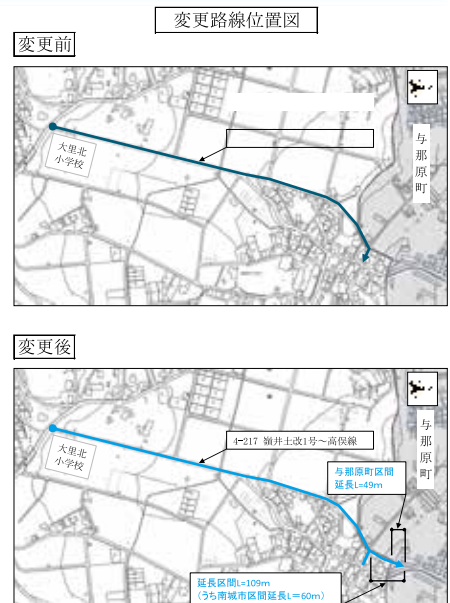 変更路線位置図
変更前
与那原町
大里北
小学校
変更後
与那原町
大里北
小学校
4-217 嶺井土改1号～高俣線
与那原町区間
延長L=49m
延長区間L=109m
(うち南城市区間延長L=60m)